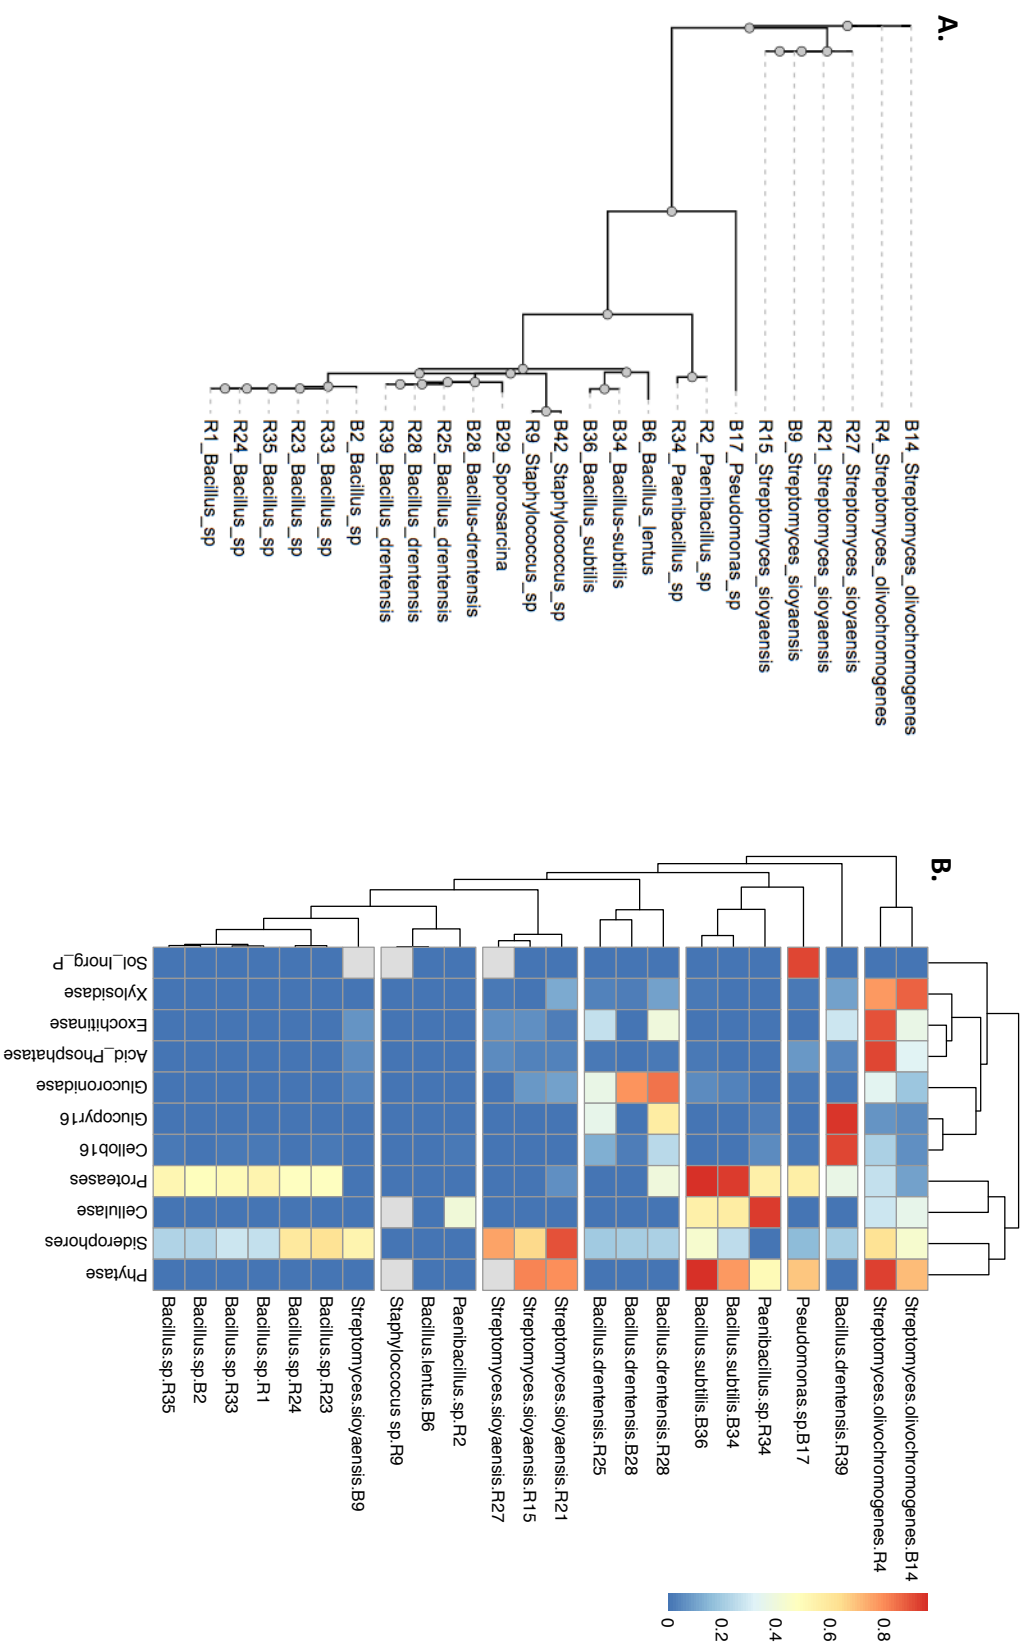 A.
B14_Streptomyces_olivochromogenes
R4_Streptomyces_olivochromogenes
R27_Streptomyces_sioyaensis
R21_Streptomyces_sioyaensis
B9_Streptomyces_sioyaensis
R15_Streptomyces_sioyaensis
B17_Pseudomonas_sp
R2_Paenibacillus_sp
R34_Paenibacillus_sp
B6_Bacillus_lentus
B34_Bacillus-subtilis
B36_Bacillus_subtilis
B42_Staphylococcus_sp
R9_Staphylococcus_sp
B29_Sporosarcina
B28_Bacillus-drentensis
R25_Bacillus_drentensis
R28_Bacillus_drentensis
R39_Bacillus_drentensis
B2_Bacillus_sp
R33_Bacillus_sp
R23_Bacillus_sp
R35_Bacillus_sp
R24_Bacillus_sp
R1_Bacillus_sp
B.
Streptomyces.olivochromogenes.B14
Streptomyces.olivochromogenes.R4
Bacillus.drentensis.R39
Pseudomonas.sp.B17
Paenibacillus.sp.R34
Bacillus.subtilis.B34
Bacillus.subtilis.B36
Bacillus.drentensis.R28
Bacillus.drentensis.B28
Bacillus.drentensis.R25
Streptomyces.sioyaensis.R21
Streptomyces.sioyaensis.R15
Streptomyces.sioyaensis.R27
Paenibacillus.sp.R2
Bacillus.lentus.B6
Staphyloccocus sp.R9
Streptomyces.sioyaensis.B9
Bacillus.sp.R23
Bacillus.sp.R24
Bacillus.sp.R1
Bacillus.sp.R33
Bacillus.sp.B2
Bacillus.sp.R35
Sol_Inorg_P
Xylosidase
Exochitinase
Acid_Phosphatase
Glucoronidase
Glucopyr16
Cellob16
Proteases
Cellulase
Siderophores
Phytase
0.8
0.6
0.4
0.2
0